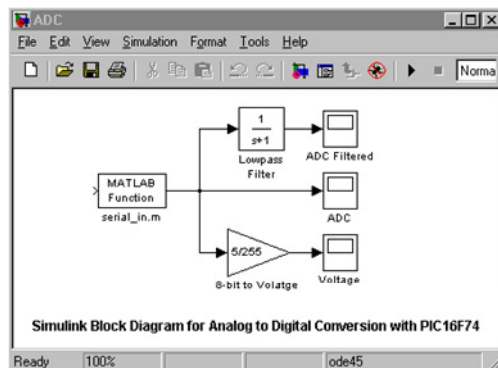 ADC
File Edit View Simulation Format Tools Help
Norma
1
s+1
Lowpass
Filter
ADC Filtered
MATLAB
Function
serial_in.m
ADC
5/255
8-bit to Volatge
Voltage
Simulink Block Diagram for Analog to Digital Conversion with PIC16F74
Ready 100% ode45